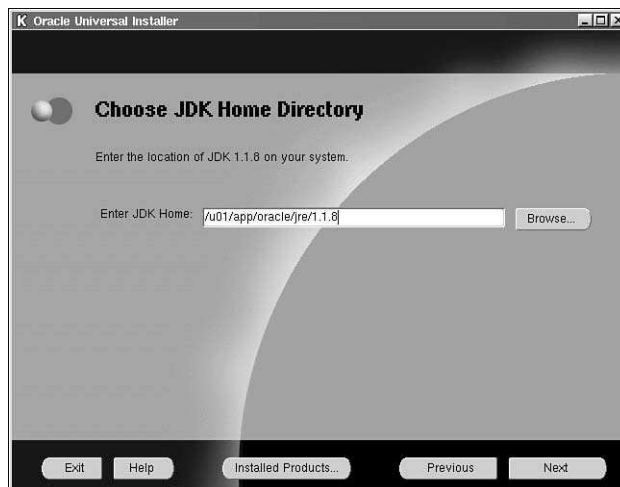 K Oracle Universal Installer
Choose JDK Home Directory
Enter the location of JDK 1.1.8 on your system.
Enter JDK Home: /u01/app/oracle/jre/1.1.8 Browse...
Exit Help Installed Products... Previous Next